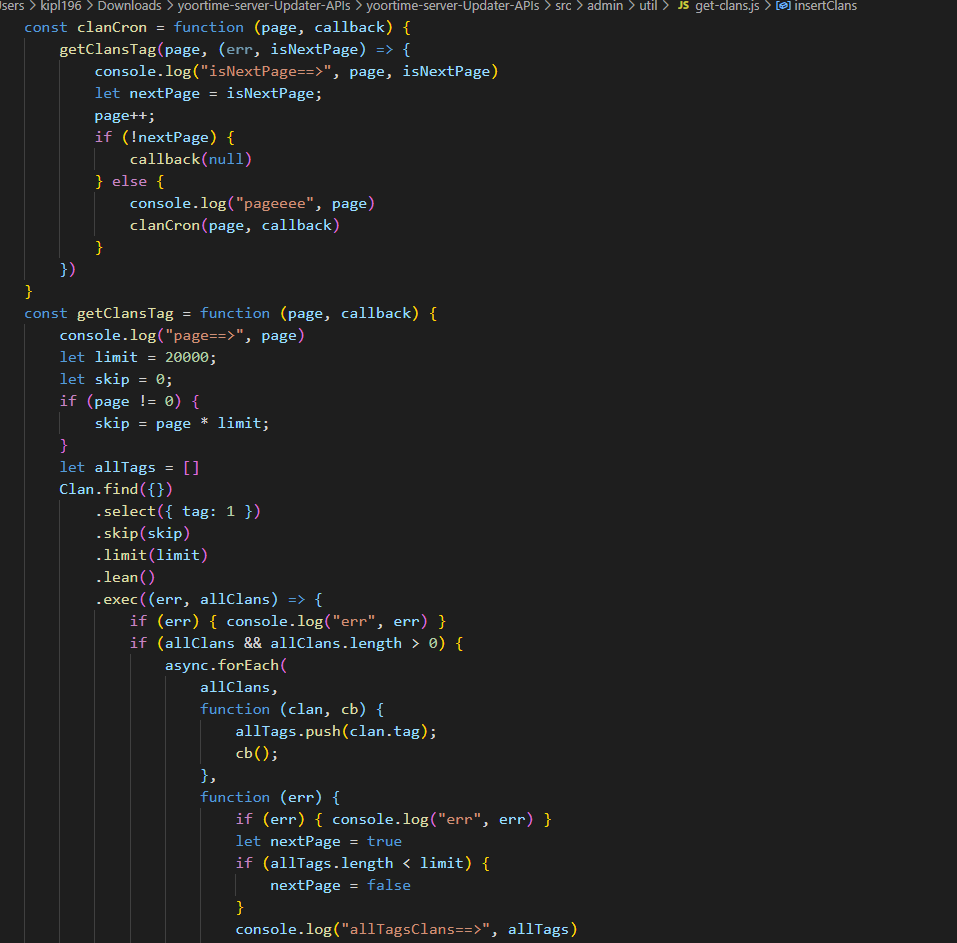 sers > kipl196 > Downloads > yoortime-server-Updater-APIs > yoortime-server-Updater-APIs > src > admin > util > JS get-clans.js > insertClans
const clanCron = function (page, callback) {
    getClansTag(page, (err, isNextPage) => {
        console.log("isNextPage==>", page, isNextPage)
        let nextPage = isNextPage;
        page++;
        if (!nextPage) {
            callback(null)
        } else {
            console.log("pageeee", page)
            clanCron(page, callback)
        }
    })
}
const getClansTag = function (page, callback) {
    console.log("page==>", page)
    let limit = 20000;
    let skip = 0;
    if (page != 0) {
        skip = page * limit;
    }
    let allTags = []
    Clan.find({})
        .select({ tag: 1 })
        .skip(skip)
        .limit(limit)
        .lean()
        .exec((err, allClans) => {
            if (err) { console.log("err", err) }
            if (allClans && allClans.length > 0) {
                async.forEach(
                    allClans,
                    function (clan, cb) {
                        allTags.push(clan.tag);
                        cb();
                    },
                    function (err) {
                        if (err) { console.log("err", err) }
                        let nextPage = true
                        if (allTags.length < limit) {
                            nextPage = false
                        }
                        console.log("allTagsClans==>", allTags)